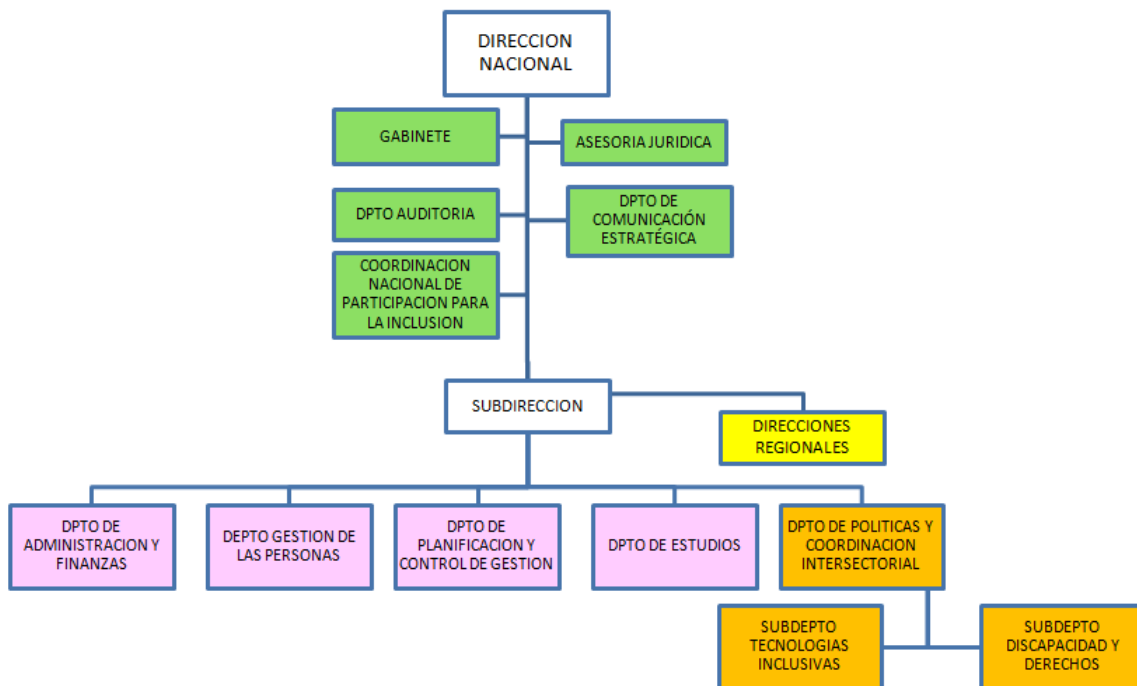 DIRECCION
NACIONAL
GABINETE
ASESORIA JURIDICA
DPTO AUDITORIA
DPTO DE
COMUNICACIÓN
ESTRATÉGICA
COORDINACION
NACIONAL DE
PARTICIPACION PARA
LA INCLUSION
SUBDIRECCION
DIRECCIONES
REGIONALES
DPTO DE
ADMINISTRACION Y
FINANZAS
DEPTO GESTION DE
LAS PERSONAS
DPTO DE
PLANIFICACION Y
CONTROL DE GESTION
DPTO DE ESTUDIOS
DPTO DE POLITICAS Y
COORDINACION
INTERSECTORIAL
SUBDEPTO
TECNOLOGIAS
INCLUSIVAS
SUBDEPTO
DISCAPACIDAD Y
DERECHOS